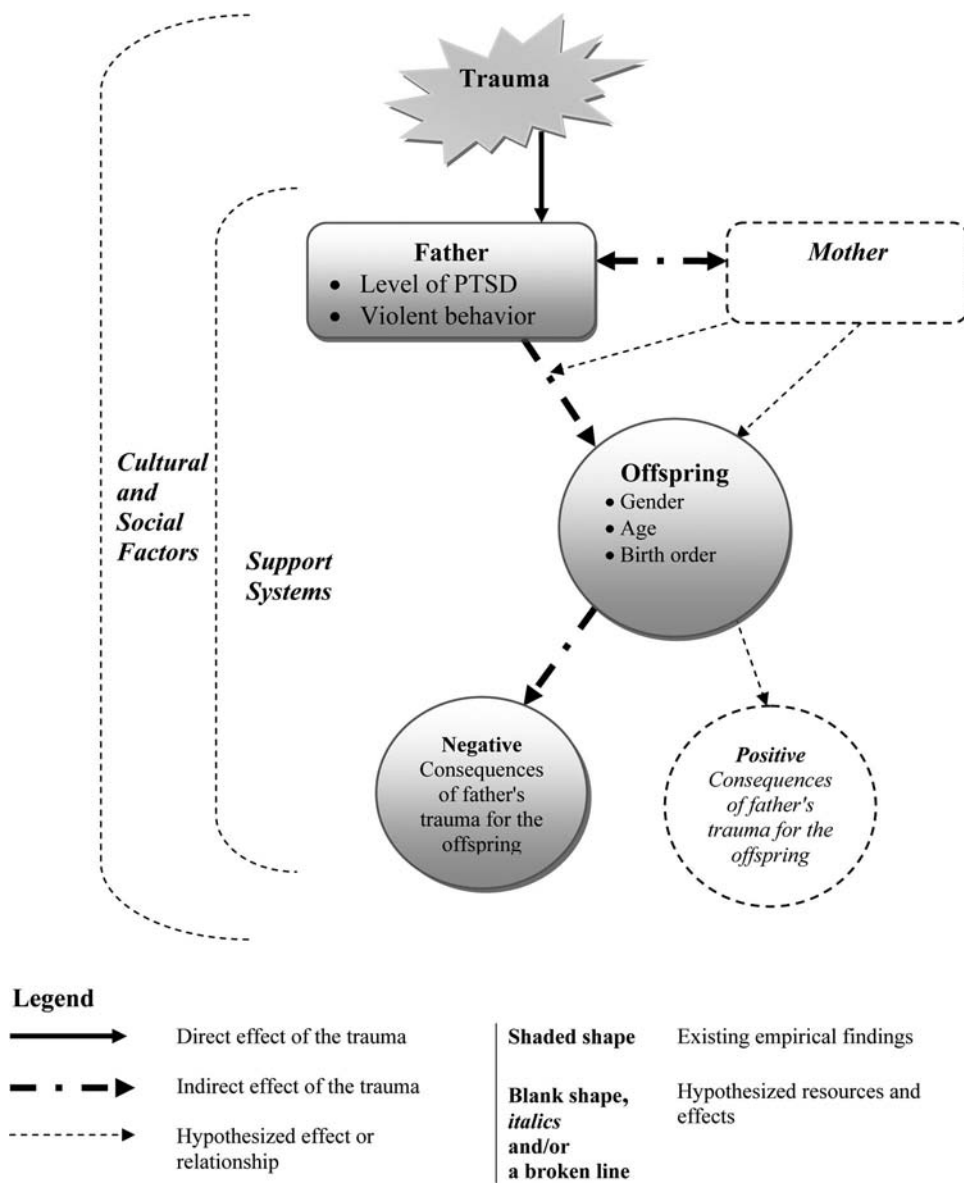 Trauma
Father
• Level of PTSD
• Violent behavior
Mother
Cultural
and
Social
Factors
Support
Systems
Offspring
• Gender
• Age
• Birth order
Negative
Consequences
of father's
trauma for the
offspring
Positive
Consequences
of father's
trauma for the
offspring
Legend
Direct effect of the trauma
Indirect effect of the trauma
Hypothesized effect or
relationship
Shaded shape
Existing empirical findings
Blank shape,
italics
and/or
a broken line
Hypothesized resources and
effects